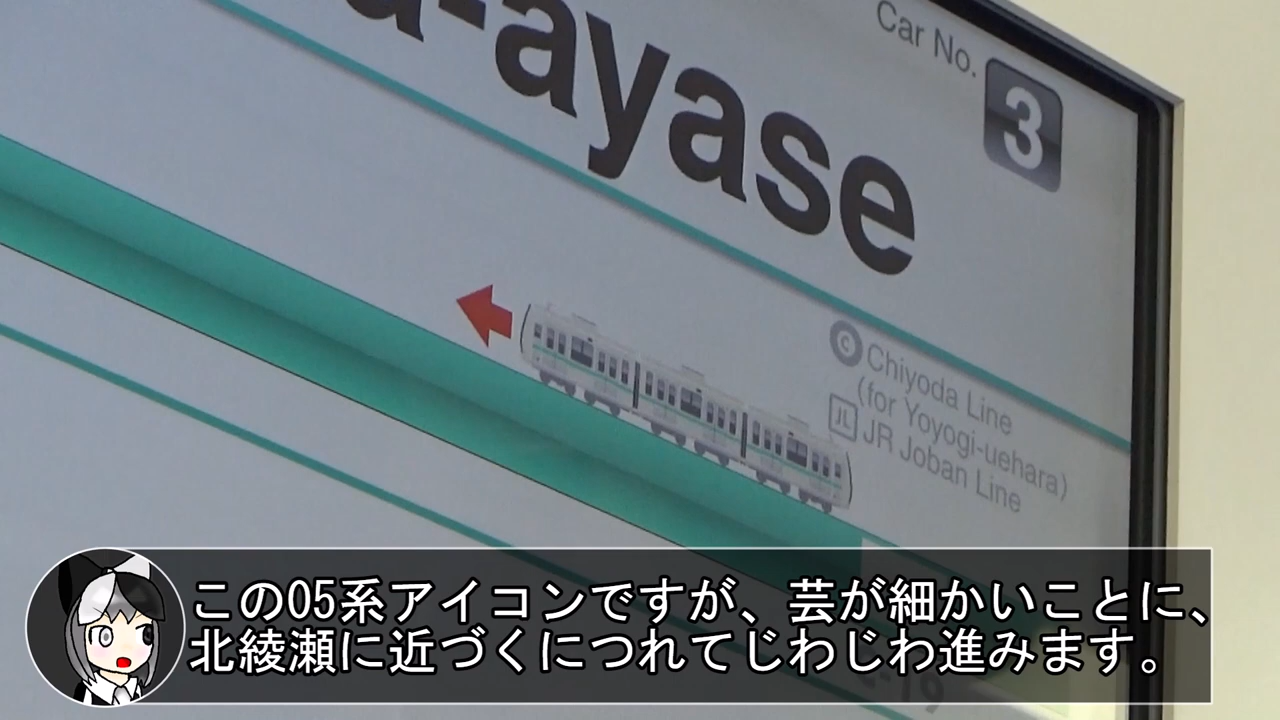 Car No.
3
-ayase
C Chiyoda Line
(for Yoyogi-uehara)
JL JR Joban Line
この05系アイコンですが、芸が細かいことに、
北綾瀬に近づくにつれてじわじわ進みます。